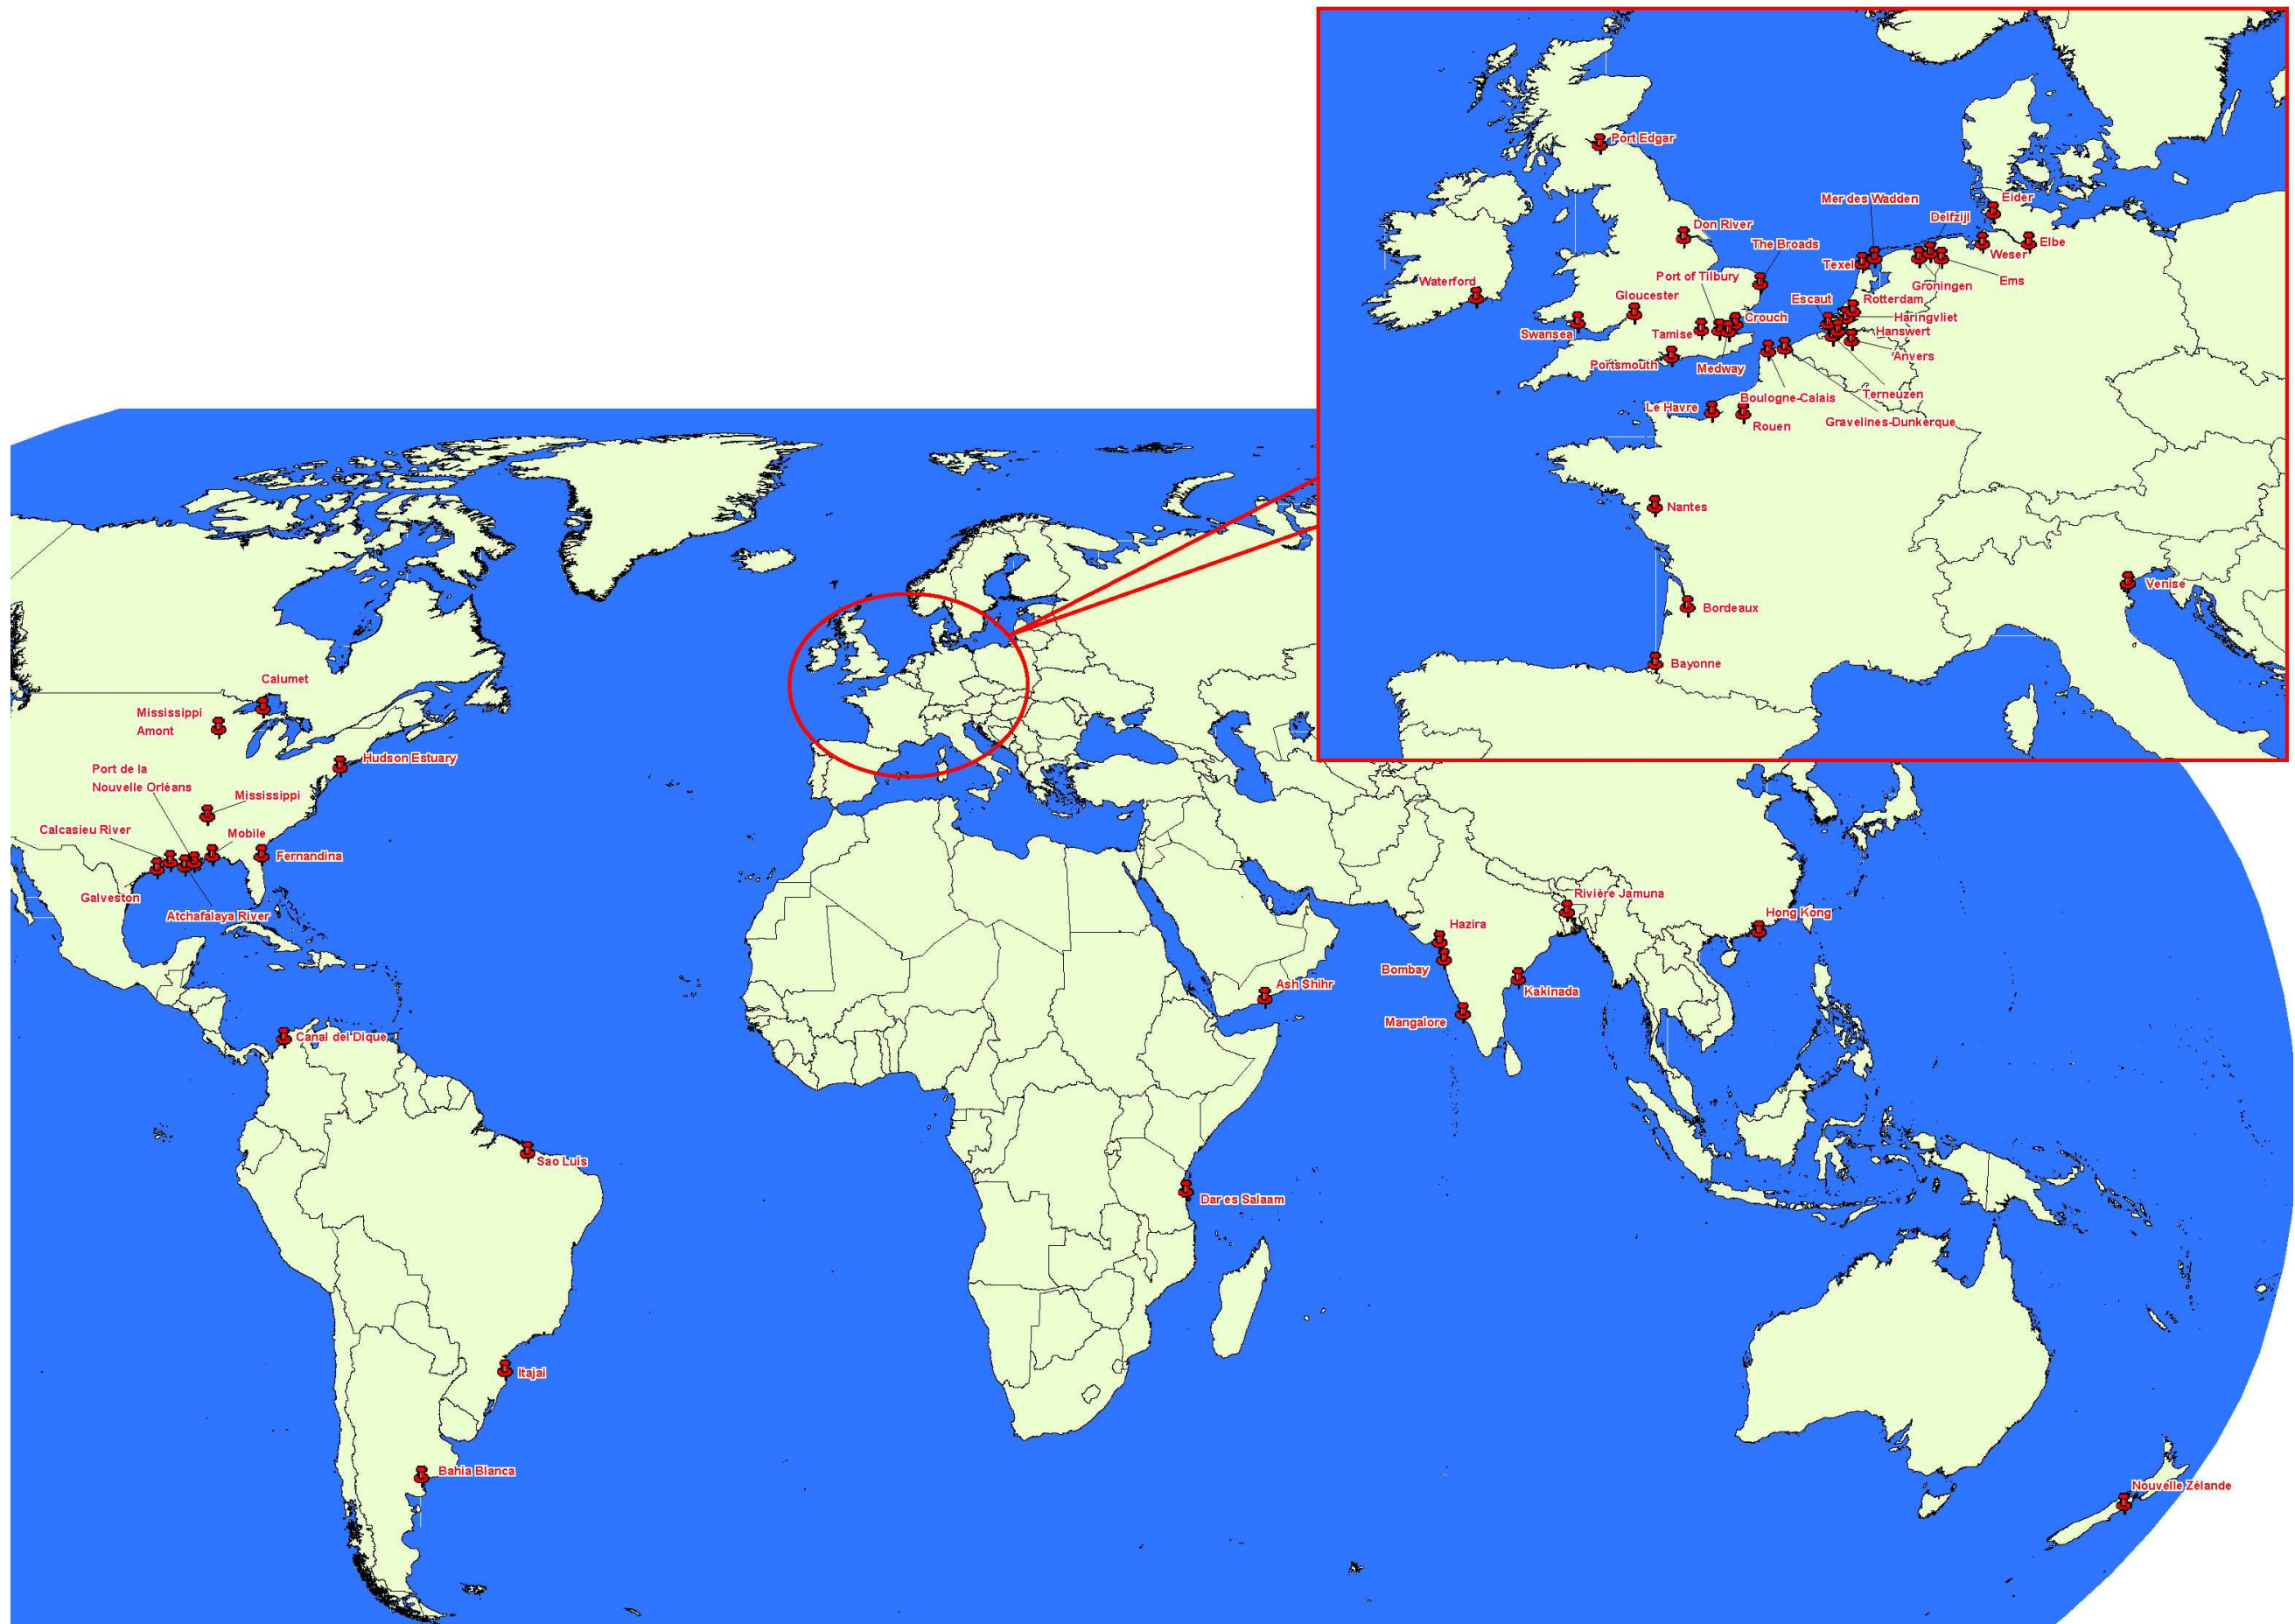 Port Edgar
Mer des Wadden
Eider
Delfzijl
Don River
The Broads
Elbe
Weser
Texel
Port of Tilbury
Waterford
Ems
Groningen
Gloucester
Escaut
Rotterdam
Haringvliet
Crouch
Swansea
Tamise
Hanswert
Anvers
Portsmouth
Medway
Terneuzen
Boulogne-Calais
Le Havre
Gravelines-Dunkerque
Rouen
Nantes
Venise
Bordeaux
Bayonne
Calumet
Mississippi
Amont
Hudson Estuary
Port de la
Nouvelle Orléans
Mississippi
Calcasieu River
Mobile
Fernandina
Galveston
Atchafalaya River
Rivière Jamuna
Hong Kong
Hazira
Bombay
Ash Shihr
Kakinada
Mangalore
Canal del Dique
Sao Luis
Dar es Salaam
Itajai
Bahia Blanca
Nouvelle Zélande